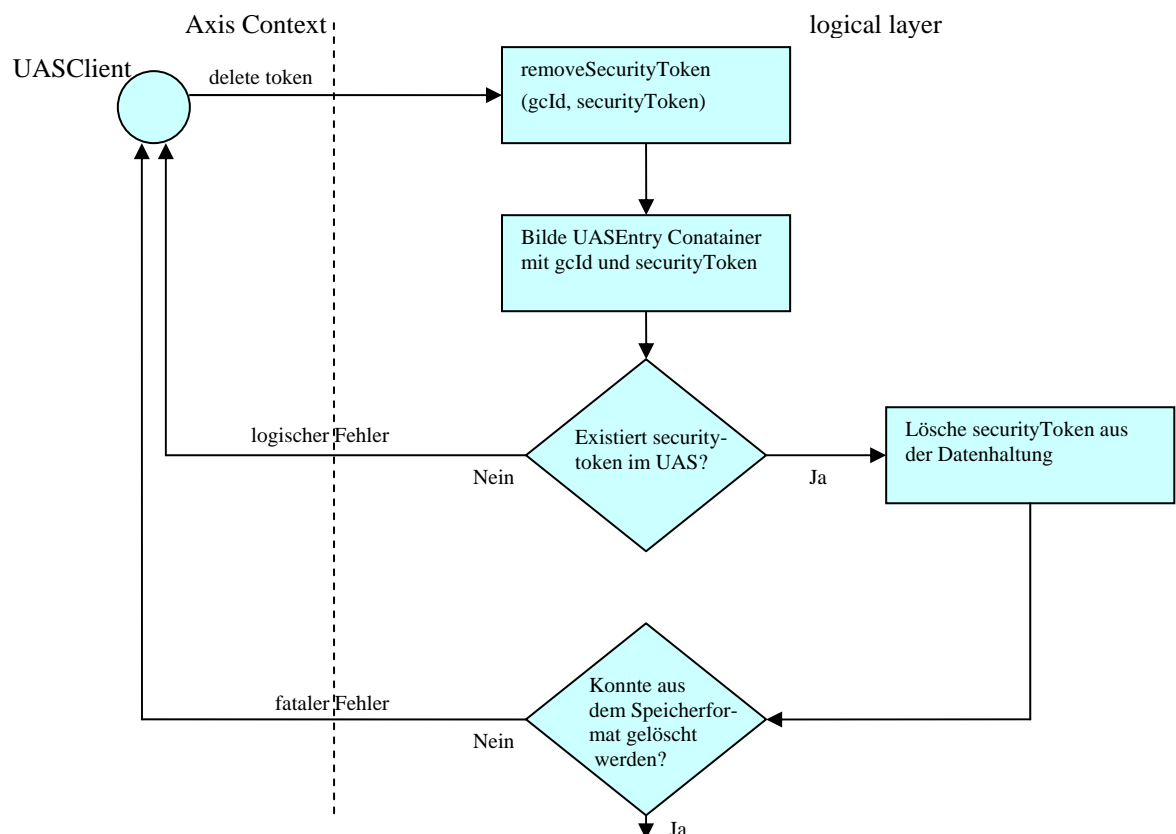 Axis Context
logical layer
UASClient
delete token
removeSecurityToken
(gcId, securityToken)
Bilde UASEntry Conatainer
mit gcId und securityToken
logischer Fehler
Nein
Existiert security-
token im UAS?
Ja
Lösche securityToken aus
der Datenhaltung
fataler Fehler
Nein
Konnte aus
dem Speicherfor-
mat gelöscht
werden?
Ja